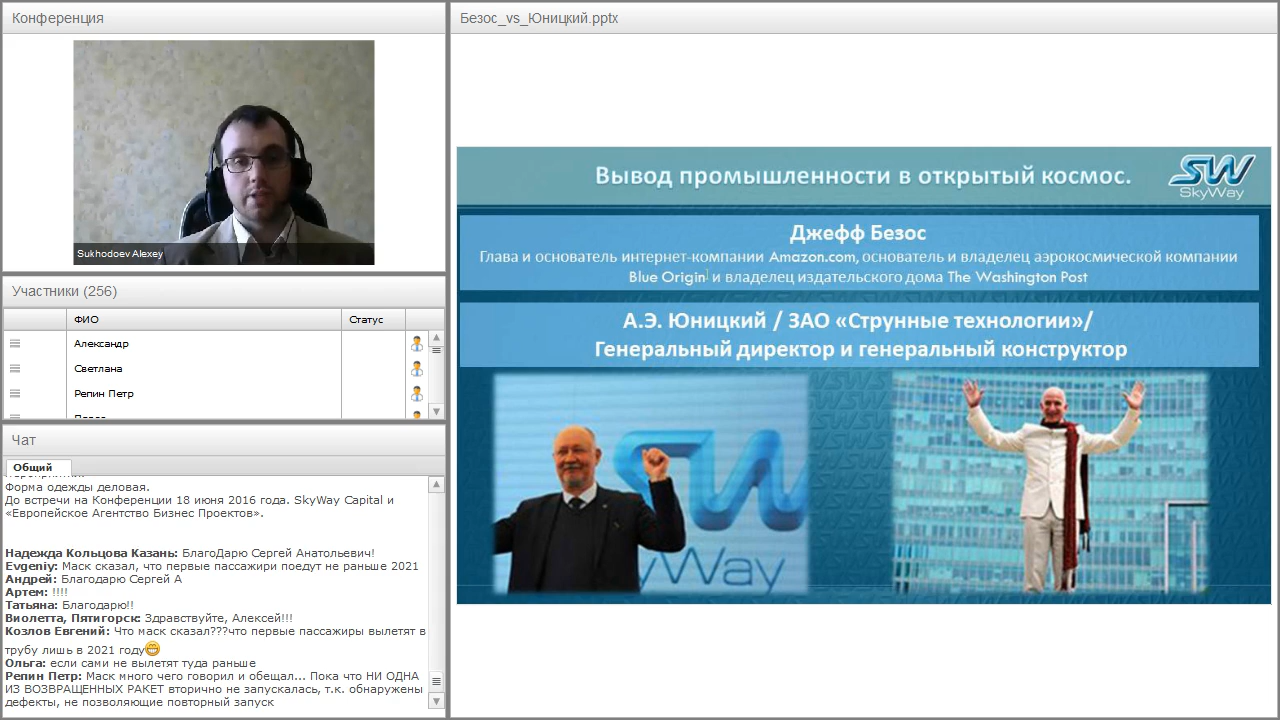 Конференция
Sukhodoev Alexey
Участники (256)
ФИО
Статус
Александр
Светлана
Репин Петр
Чат
Общий
Форма одежды деловая.
До встречи на Конференции 18 июня 2016 года. SkyWay Capital и
«Европейское Агентство Бизнес Проектов».
Надежда Кольцова Казань: БлагоДарю Сергей Анатольевич!
Evgeniy: Маск сказал, что первые пассажири поедут не раньше 2021
Андрей: Благодарю Сергей А
Артем: !!!!
Татьяна: Благодарю!!
Виолетта, Пятигорск: Здравствуйте, Алексей!!!
Козлов Евгений: Что маск сказал???что первые пассажиры вылетят в
трубу лишь в 2021 году
Ольга: если сами не вылетят туда раньше
Репин Петр: Маск много чего говорил и обещал... Пока что НИ ОДНА
ИЗ ВОЗВРАЩЕННЫХ РАКЕТ вторично не запускалась, т.к. обнаружены
дефекты, не позволяющие повторный запуск
Безос_vs_Юницкий.pptx
Вывод промышленности в открытый космос.
SW
SkyWay
Джефф Безос
Глава и основатель интернет-компании Amazon.com, основатель и владелец аэрокосмической компании
Blue Origin и владелец издательского дома The Washington Post
А.Э. Юницкий / ЗАО «Струнные технологии»/
Генеральный директор и генеральный конструктор
SW
kyWay